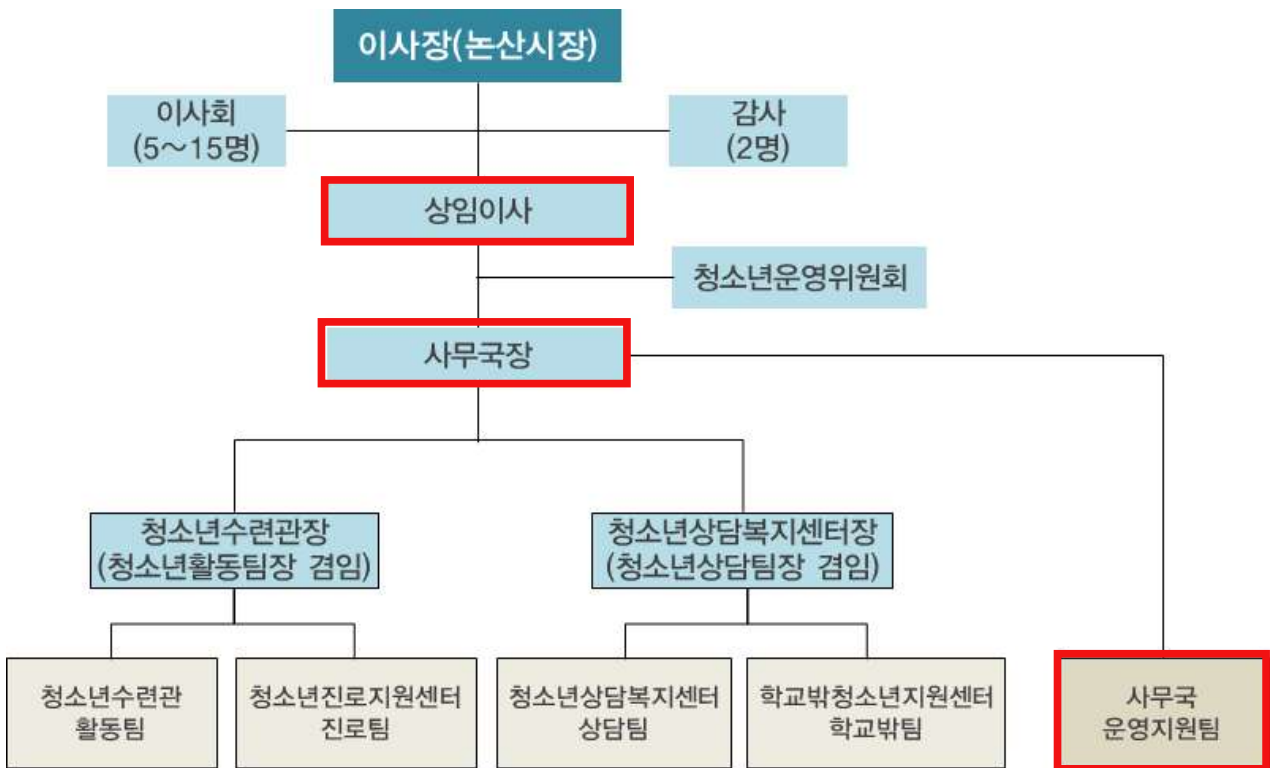 이사장(논산시장)
이사회
(5～15명)
감사
(2명)
상임이사
청소년운영위원회
사무국장
청소년수련관장
(청소년활동팀장 겸임)
청소년상담복지센터장
(청소년상담팀장 겸임)
청소년수련관
활동팀
청소년진로지원센터
진로팀
청소년상담복지센터
상담팀
학교밖청소년지원센터
학교밖팀
사무국
운영지원팀